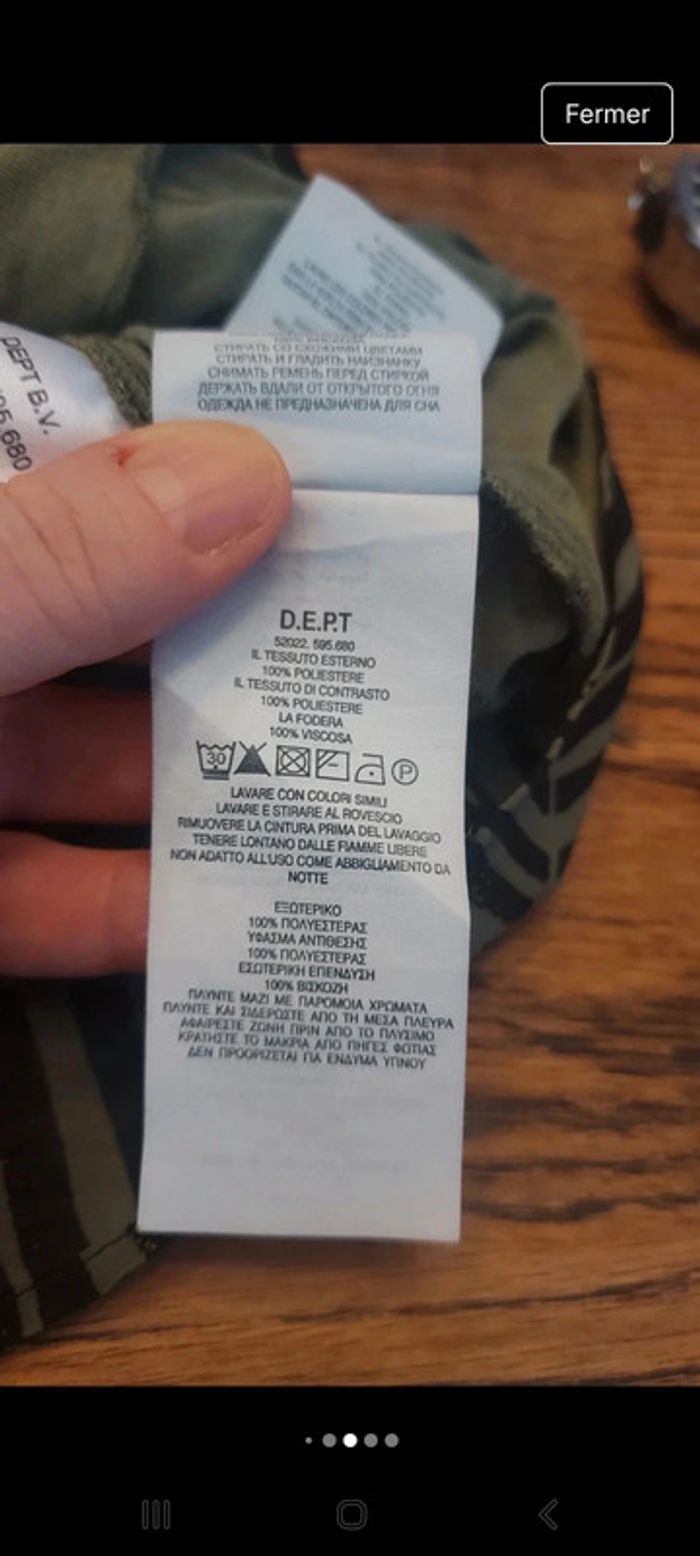 Fermer
DEPT B.V.
СТИРАТЬ СО СХОЖИМИ ЦВЕТАМИ
СТИРАТЬ И ГЛАДИТЬ НАИЗНАНКУ
СНИМАТЬ РЕМЕНЬ ПЕРЕД СТИРКОЙ
ДЕРЖАТЬ ВДАЛИ ОТ ОТКРЫТОГО ОГНЯ
ОДЕЖДА НЕ ПРЕДНАЗНАЧЕНА ДЛЯ СНА
D.E.P.T
52022. 595.680
IL TESSUTO ESTERNO
100% POLIESTERE
IL TESSUTO DI CONTRASTO
100% POLIESTERE
LA FODERA
100% VISCOSA
30 P
LAVARE CON COLORI SIMILI
LAVARE E STIRARE AL ROVESCIO
RIMUOVERE LA CINTURA PRIMA DEL LAVAGGIO
TENERE LONTANO DALLE FIAMME LIBERE
NON ADATTO ALL'USO COME ABBIGLIAMENTO DA
NOTTE
ΕΞΩΤΕΡΙΚΟ
100% ΠΟΛΥΕΣΤΕΡΑΣ
ΥΦΑΣΜΑ ΑΝΤΙΘΕΣΗΣ
100% ΠΟΛΥΕΣΤΕΡΑΣ
ΕΣΩΤΕΡΙΚΗ ΕΠΕΝΔΥΣΗ
100% ΒΙΣΚΟΖΗ
ΠΛΥΝΤΕ ΜΑΖΙ ΜΕ ΠΑΡΟΜΟΙΑ ΧΡΩΜΑΤΑ
ΠΛΥΝΤΕ ΚΑΙ ΣΙΔΕΡΩΣΤΕ ΑΠΟ ΤΗ ΜΕΣΑ ΠΛΕΥΡΑ
ΑΦΑΙΡΕΣΤΕ ΖΩΝΗ ΠΡΙΝ ΑΠΟ ΤΟ ΠΛΥΣΙΜΟ
ΚΡΑΤΗΣΤΕ ΤΟ ΜΑΚΡΙΑ ΑΠΟ ΠΗΓΕΣ ΦΩΤΙΑΣ
ΔΕΝ ΠΡΟΟΡΙΖΕΤΑΙ ΓΙΑ ΕΝΔΥΜΑ ΥΠΝΟΥ